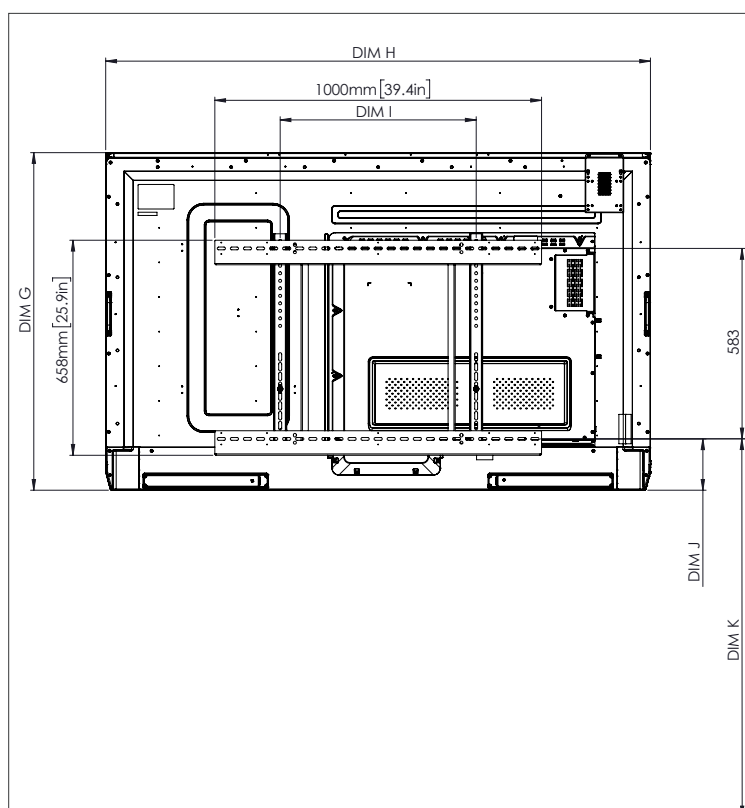 DIM H
1000mm [39.4in]
DIM I
DIM G
658mm [25.9in]
583
DIM J
DIM K